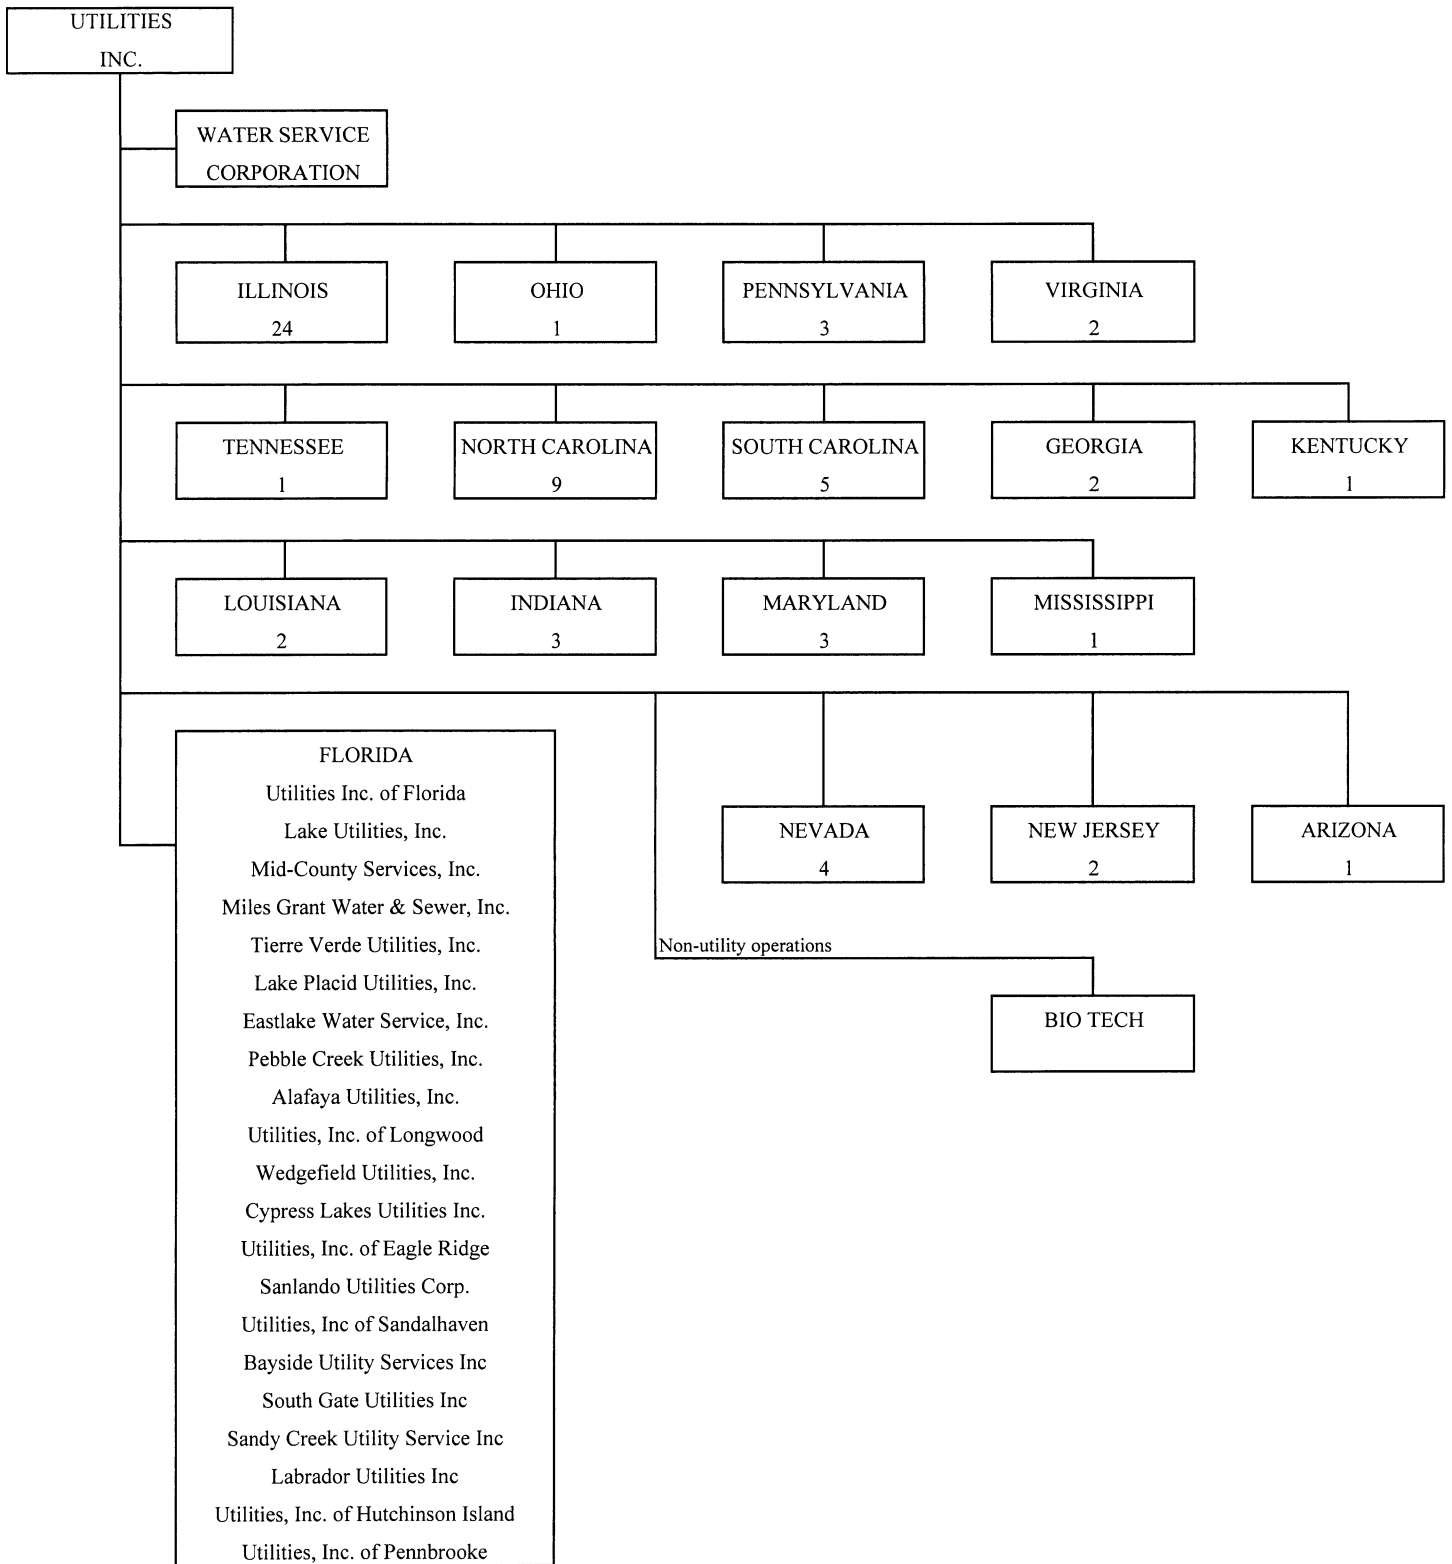 UTILITIES
INC.
WATER SERVICE
CORPORATION
ILLINOIS
24
OHIO
1
PENNSYLVANIA
3
VIRGINIA
2
TENNESSEE
1
NORTH CAROLINA
9
SOUTH CAROLINA
5
GEORGIA
2
KENTUCKY
1
LOUISIANA
2
INDIANA
3
MARYLAND
3
MISSISSIPPI
1
FLORIDA
Utilities Inc. of Florida
Lake Utilities, Inc.
Mid-County Services, Inc.
Miles Grant Water & Sewer, Inc.
Tierre Verde Utilities, Inc.
Lake Placid Utilities, Inc.
Eastlake Water Service, Inc.
Pebble Creek Utilities, Inc.
Alafaya Utilities, Inc.
Utilities, Inc. of Longwood
Wedgefield Utilities, Inc.
Cypress Lakes Utilities Inc.
Utilities, Inc. of Eagle Ridge
Sanlando Utilities Corp.
Utilities, Inc of Sandalhaven
Bayside Utility Services Inc
South Gate Utilities Inc
Sandy Creek Utility Service Inc
Labrador Utilities Inc
Utilities, Inc. of Hutchinson Island
Utilities, Inc. of Pennbrooke
NEVADA
4
NEW JERSEY
2
ARIZONA
1
Non-utility operations
BIO TECH